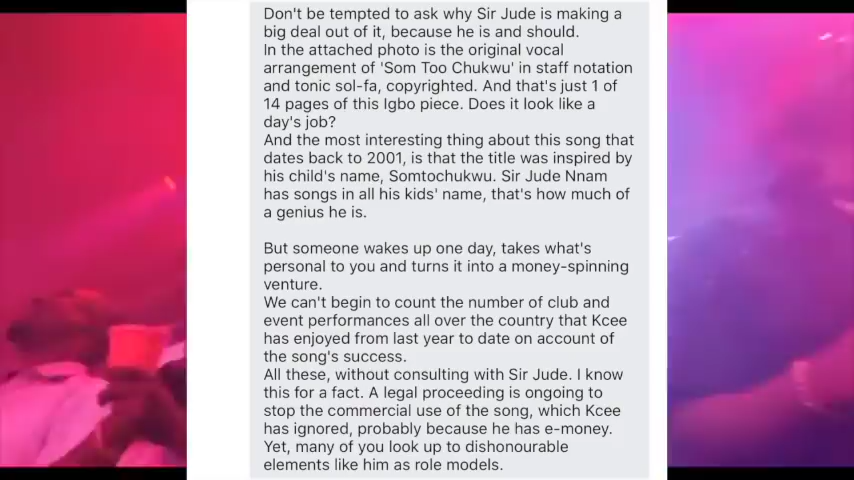 Don't be tempted to ask why Sir Jude is making a
big deal out of it, because he is and should.
In the attached photo is the original vocal
arrangement of 'Som Too Chukwu' in staff notation
and tonic sol-fa, copyrighted. And that's just 1 of
14 pages of this Igbo piece. Does it look like a
day's job?
And the most interesting thing about this song that
dates back to 2001, is that the title was inspired by
his child's name, Somtochukwu. Sir Jude Nnam
has songs in all his kids' name, that's how much of
a genius he is.
But someone wakes up one day, takes what's
personal to you and turns it into a money-spinning
venture.
We can't begin to count the number of club and
event performances all over the country that Kcee
has enjoyed from last year to date on account of
the song's success.
All these, without consulting with Sir Jude. I know
this for a fact. A legal proceeding is ongoing to
stop the commercial use of the song, which Kcee
has ignored, probably because he has e-money.
Yet, many of you look up to dishonourable
elements like him as role models.